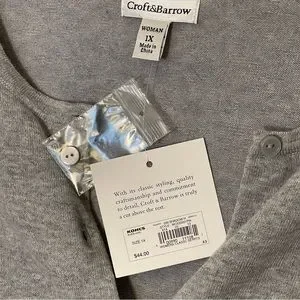 Croft&Barrow
WOMAN
1X
Made in
China
With its classic styling, quality
craftsmanship and commitment
to detail, Croft & Barrow is truly
a cut above the rest.
KOHL'S
SIZE 1X
$44.00